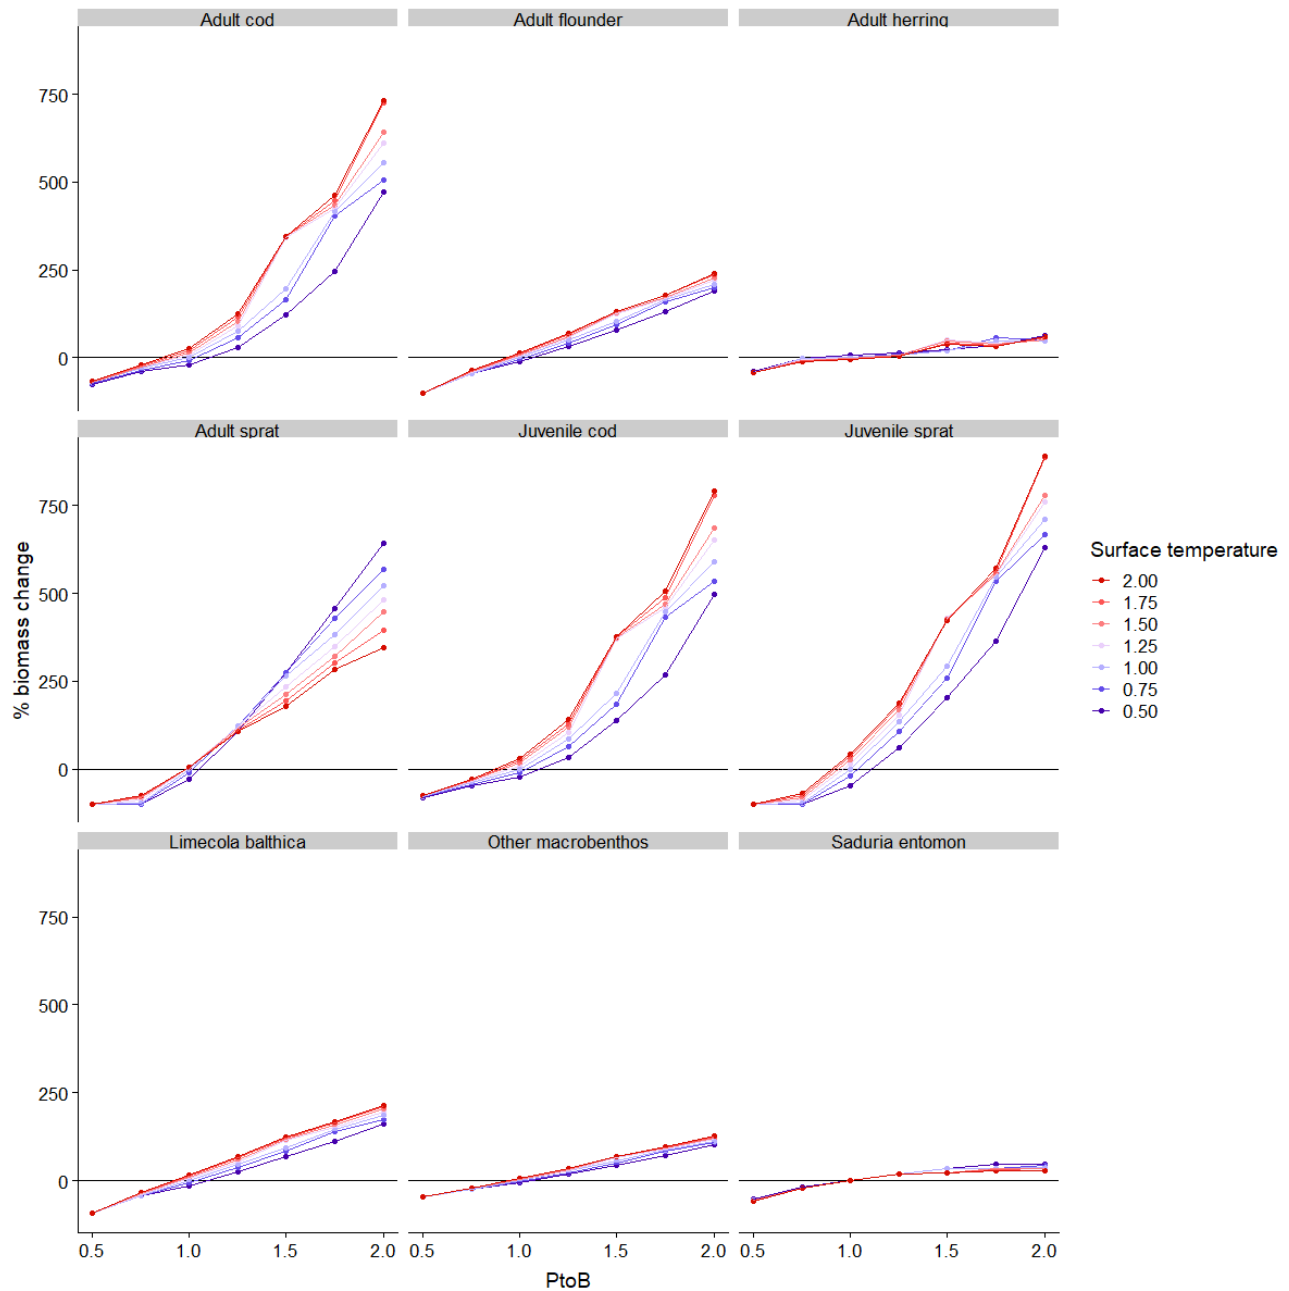 Adult cod
Adult flounder
Adult herring
750
500
250
0
Adult sprat
Juvenile cod
Juvenile sprat
750
500
250
0
Limecola balthica
Other macrobenthos
Saduria entomon
750
500
250
0
0.5 1.0 1.5 2.0
0.5 1.0 1.5 2.0
0.5 1.0 1.5 2.0
PtoB
% biomass change
Surface temperature
2.00
1.75
1.50
1.25
1.00
0.75
0.50